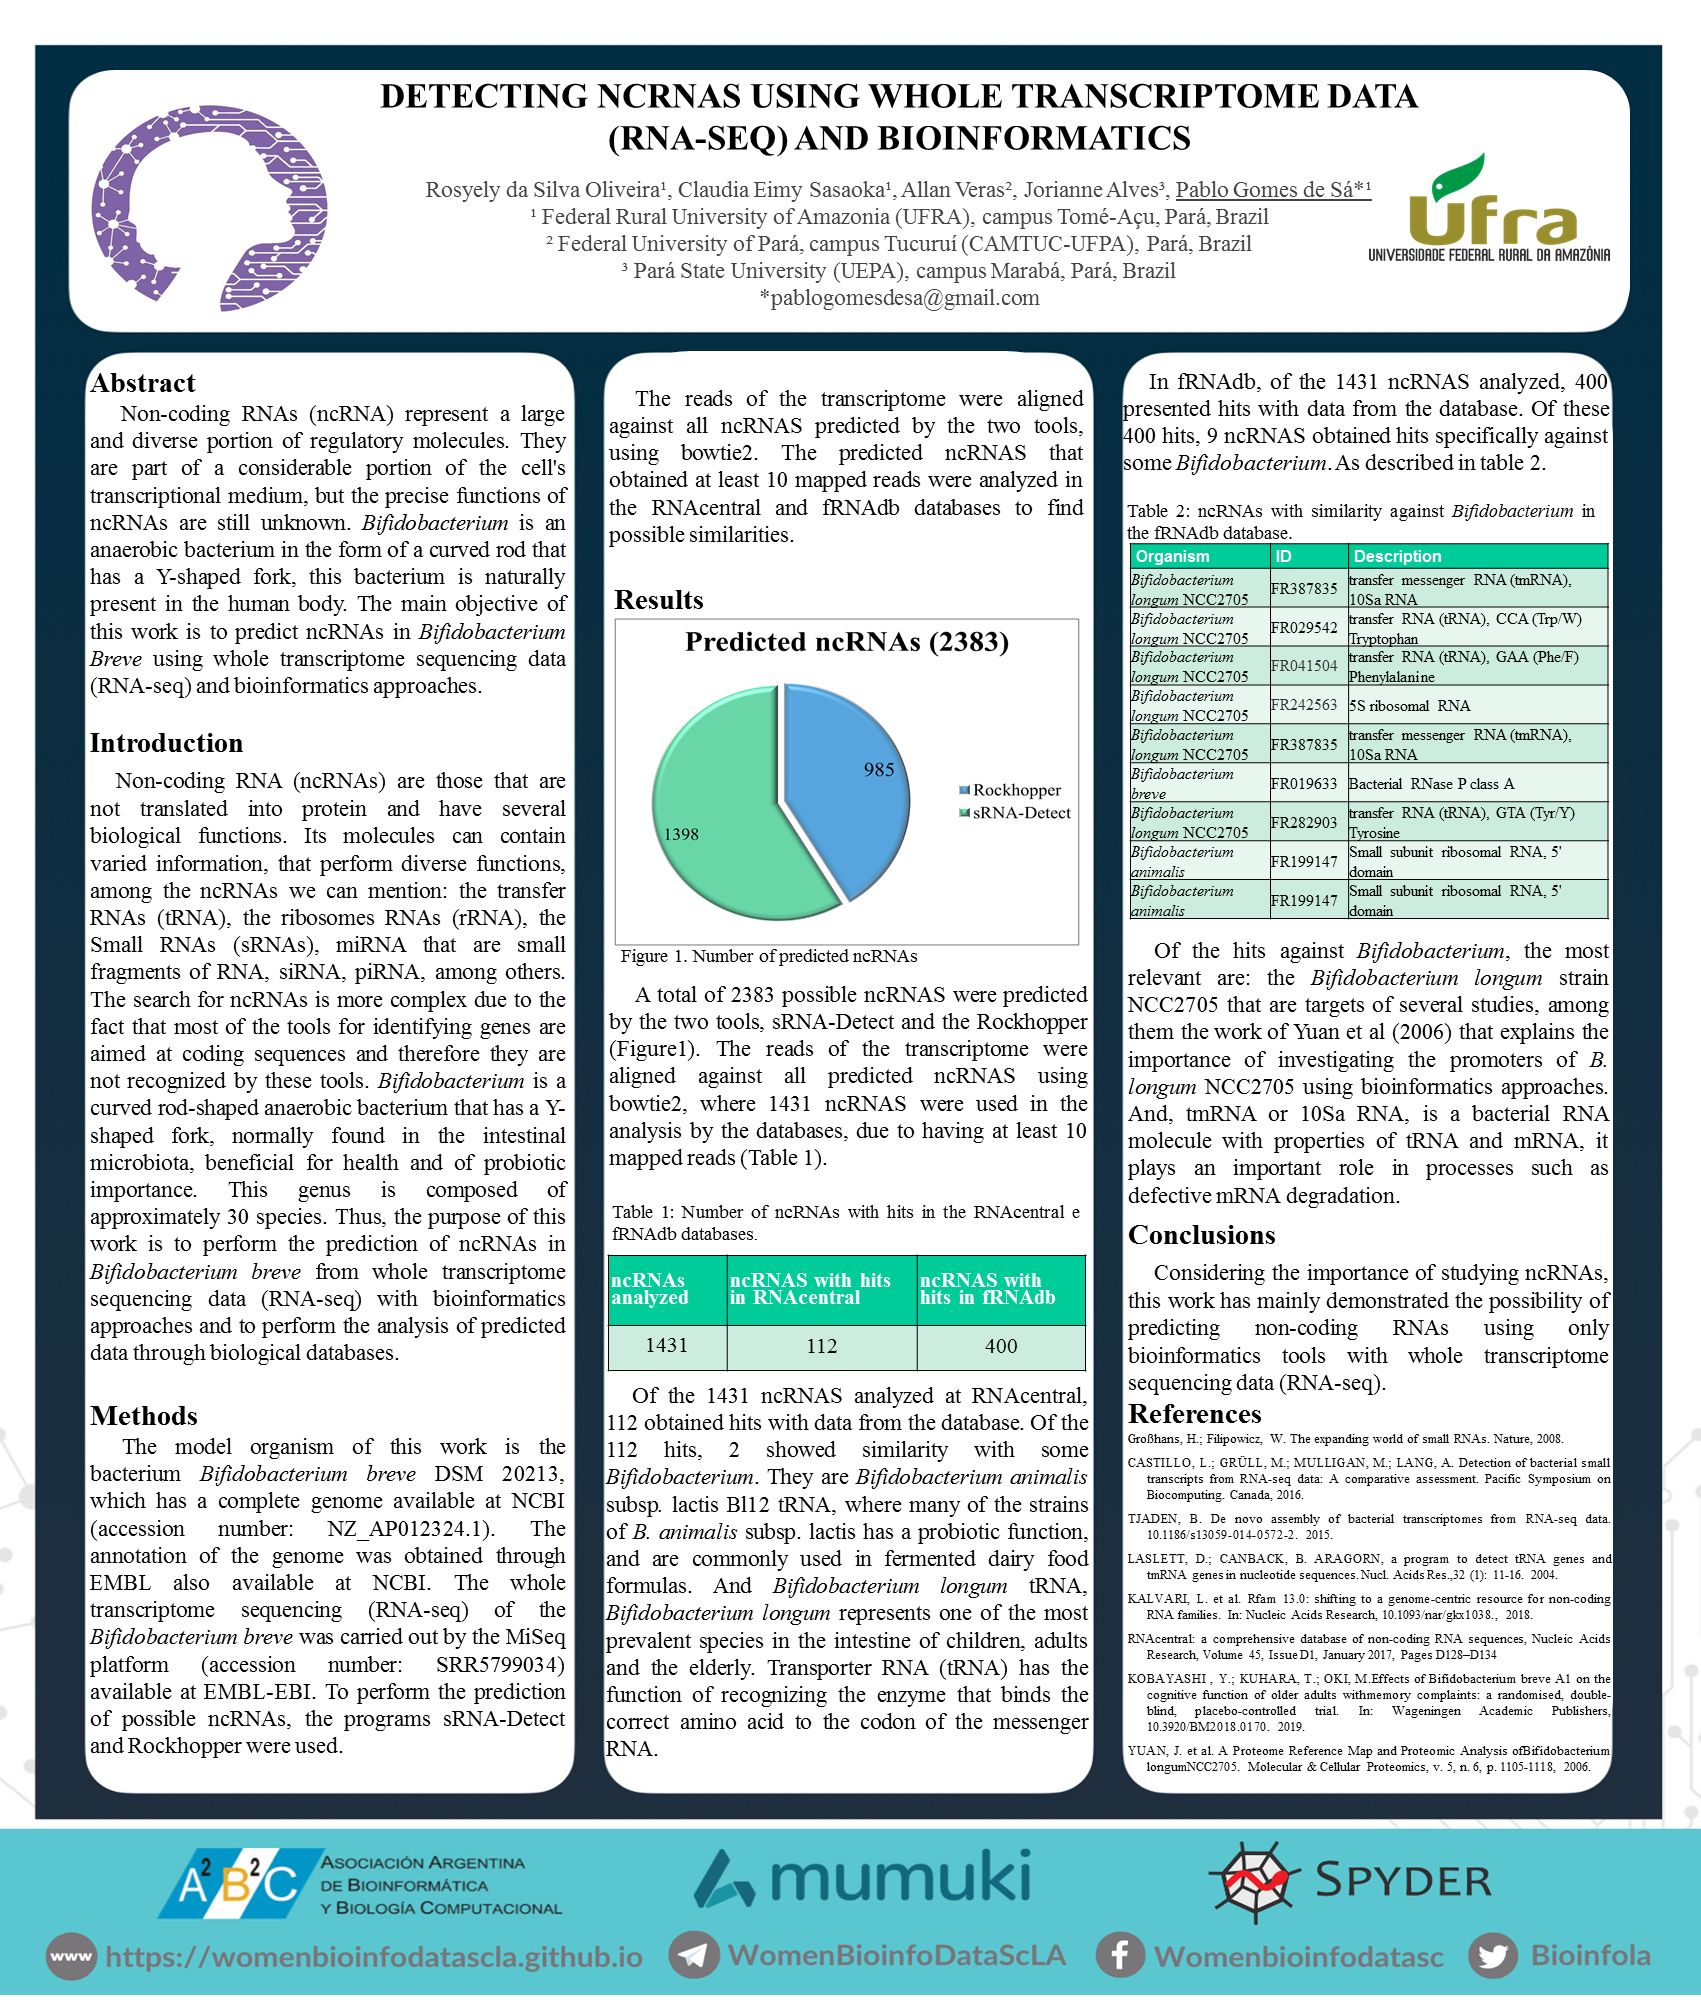 DETECTING NCRNAS USING WHOLE TRANSCRIPTOME DATA
(RNA-SEQ) AND BIOINFORMATICS
Rosyely da Silva Oliveira¹, Claudia Eimy Sasaoka¹, Allan Veras², Jorianne Alves³, Pablo Gomes de Sá*¹
¹ Federal Rural University of Amazonia (UFRA), campus Tomé-Açu, Pará, Brazil
² Federal University of Pará, campus Tucuruí (CAMTUC-UFPA), Pará, Brazil
³ Pará State University (UEPA), campus Marabá, Pará, Brazil
*pablogomesdesa@gmail.com
Ufra
UNIVERSIDADE FEDERAL RURAL DA AMAZÔNIA
Abstract
Non-coding RNAs (ncRNA) represent a large
and diverse portion of regulatory molecules. They
are part of a considerable portion of the cell's
transcriptional medium, but the precise functions of
ncRNAs are still unknown. Bifidobacterium is an
anaerobic bacterium in the form of a curved rod that
has a Y-shaped fork, this bacterium is naturally
present in the human body. The main objective of
this work is to predict ncRNAs in Bifidobacterium
Breve using whole transcriptome sequencing data
(RNA-seq) and bioinformatics approaches.
Introduction
Non-coding RNA (ncRNAs) are those that are
not translated into protein and have several
biological functions. Its molecules can contain
varied information, that perform diverse functions,
among the ncRNAs we can mention: the transfer
RNAs (tRNA), the ribosomes RNAs (rRNA), the
Small RNAs (sRNAs), miRNA that are small
fragments of RNA, siRNA, piRNA, among others.
The search for ncRNAs is more complex due to the
fact that most of the tools for identifying genes are
aimed at coding sequences and therefore they are
not recognized by these tools. Bifidobacterium is a
curved rod-shaped anaerobic bacterium that has a Y-
shaped fork, normally found in the intestinal
microbiota, beneficial for health and of probiotic
importance. This genus is composed of
approximately 30 species. Thus, the purpose of this
work is to perform the prediction of ncRNAs in
Bifidobacterium breve from whole transcriptome
sequencing data (RNA-seq) with bioinformatics
approaches and to perform the analysis of predicted
data through biological databases.
Methods
The model organism of this work is the
bacterium Bifidobacterium breve DSM 20213,
which has a complete genome available at NCBI
(accession number: NZ_AP012324.1). The
annotation of the genome was obtained through
EMBL also available at NCBI. The whole
transcriptome sequencing (RNA-seq) of the
Bifidobacterium breve was carried out by the MiSeq
platform (accession number: SRR5799034)
available at EMBL-EBI. To perform the prediction
of possible ncRNAs, the programs sRNA-Detect
and Rockhopper were used.
The reads of the transcriptome were aligned
against all ncRNAS predicted by the two tools,
using bowtie2. The predicted ncRNAS that
obtained at least 10 mapped reads were analyzed in
the RNAcentral and fRNAdb databases to find
possible similarities.
Results
Predicted ncRNAs (2383)
985
1398
Rockhopper
sRNA-Detect
Figure 1. Number of predicted ncRNAs
A total of 2383 possible ncRNAS were predicted
by the two tools, sRNA-Detect and the Rockhopper
(Figure1). The reads of the transcriptome were
aligned against all predicted ncRNAS using
bowtie2, where 1431 ncRNAS were used in the
analysis by the databases, due to having at least 10
mapped reads (Table 1).
Table 1: Number of ncRNAs with hits in the RNAcentral e
fRNAdb databases.
ncRNAs analyzed | ncRNAS with hits in RNAcentral | ncRNAS with hits in fRNAdb
1431 112 400
Of the 1431 ncRNAS analyzed at RNAcentral,
112 obtained hits with data from the database. Of the
112 hits, 2 showed similarity with some
Bifidobacterium. They are Bifidobacterium animalis
subsp. lactis Bl12 tRNA, where many of the strains
of B. animalis subsp. lactis has a probiotic function,
and are commonly used in fermented dairy food
formulas. And Bifidobacterium longum tRNA,
Bifidobacterium longum represents one of the most
prevalent species in the intestine of children, adults
and the elderly. Transporter RNA (tRNA) has the
function of recognizing the enzyme that binds the
correct amino acid to the codon of the messenger
RNA.
In fRNAdb, of the 1431 ncRNAS analyzed, 400
presented hits with data from the database. Of these
400 hits, 9 ncRNAS obtained hits specifically against
some Bifidobacterium. As described in table 2.
Table 2: ncRNAs with similarity against Bifidobacterium in
the fRNAdb database.
Organism ID Description
Bifidobacterium longum NCC2705 FR387835 transfer messenger RNA (tmRNA), 10Sa RNA
Bifidobacterium longum NCC2705 FR029542 transfer RNA (tRNA), CCA (Trp/W) Tryptophan
Bifidobacterium longum NCC2705 FR041504 transfer RNA (tRNA), GAA (Phe/F) Phenylalanine
Bifidobacterium longum NCC2705 FR242563 5S ribosomal RNA
Bifidobacterium longum NCC2705 FR387835 transfer messenger RNA (tmRNA), 10Sa RNA
Bifidobacterium breve FR019633 Bacterial RNase P class A
Bifidobacterium longum NCC2705 FR282903 transfer RNA (tRNA), GTA (Tyr/Y) Tyrosine
Bifidobacterium animalis FR199147 Small subunit ribosomal RNA, 5' domain
Bifidobacterium animalis FR199147 Small subunit ribosomal RNA, 5' domain
Of the hits against Bifidobacterium, the most
relevant are: the Bifidobacterium longum strain
NCC2705 that are targets of several studies, among
them the work of Yuan et al (2006) that explains the
importance of investigating the promoters of B.
longum NCC2705 using bioinformatics approaches.
And, tmRNA or 10Sa RNA, is a bacterial RNA
molecule with properties of tRNA and mRNA, it
plays an important role in processes such as
defective mRNA degradation.
Conclusions
Considering the importance of studying ncRNAs,
this work has mainly demonstrated the possibility of
predicting non-coding RNAs using only
bioinformatics tools with whole transcriptome
sequencing data (RNA-seq).
References
Großhans, H.; Filipowicz, W. The expanding world of small RNAs. Nature, 2008.
CASTILLO, L.; GRÜLL, M.; MULLIGAN, M.; LANG, A. Detection of bacterial small
transcripts from RNA-seq data: A comparative assessment. Pacific Symposium on
Biocomputing. Canada, 2016.
TJADEN, B. De novo assembly of bacterial transcriptomes from RNA-seq data.
10.1186/s13059-014-0572-2. 2015.
LASLETT, D.; CANBACK, B. ARAGORN, a program to detect tRNA genes and
tmRNA genes in nucleotide sequences. Nucl. Acids Res.,32 (1): 11-16. 2004.
KALVARI, L. et al. Rfam 13.0: shifting to a genome-centric resource for non-coding
RNA families. In: Nucleic Acids Research, 10.1093/nar/gkx1038., 2018.
RNAcentral: a comprehensive database of non-coding RNA sequences, Nucleic Acids
Research, Volume 45, Issue D1, January 2017, Pages D128–D134
KOBAYASHI , Y.; KUHARA, T.; OKI, M.Effects of Bifidobacterium breve A1 on the
cognitive function of older adults withmemory complaints: a randomised, double-
blind, placebo-controlled trial. In: Wageningen Academic Publishers,
10.3920/BM2018.0170. 2019.
YUAN, J. et al. A Proteome Reference Map and Proteomic Analysis ofBifidobacterium
longumNCC2705. Molecular & Cellular Proteomics, v. 5, n. 6, p. 1105-1118, 2006.
A²B²C
ASOCIACIÓN ARGENTINA
DE BIOINFORMÁTICA
Y BIOLOGÍA COMPUTACIONAL
mumuki
SPYDER
www https://womenbioinfodatascla.github.io
WomenBioinfoDataScLA
Womenbioinfodatasc
Bioinfola